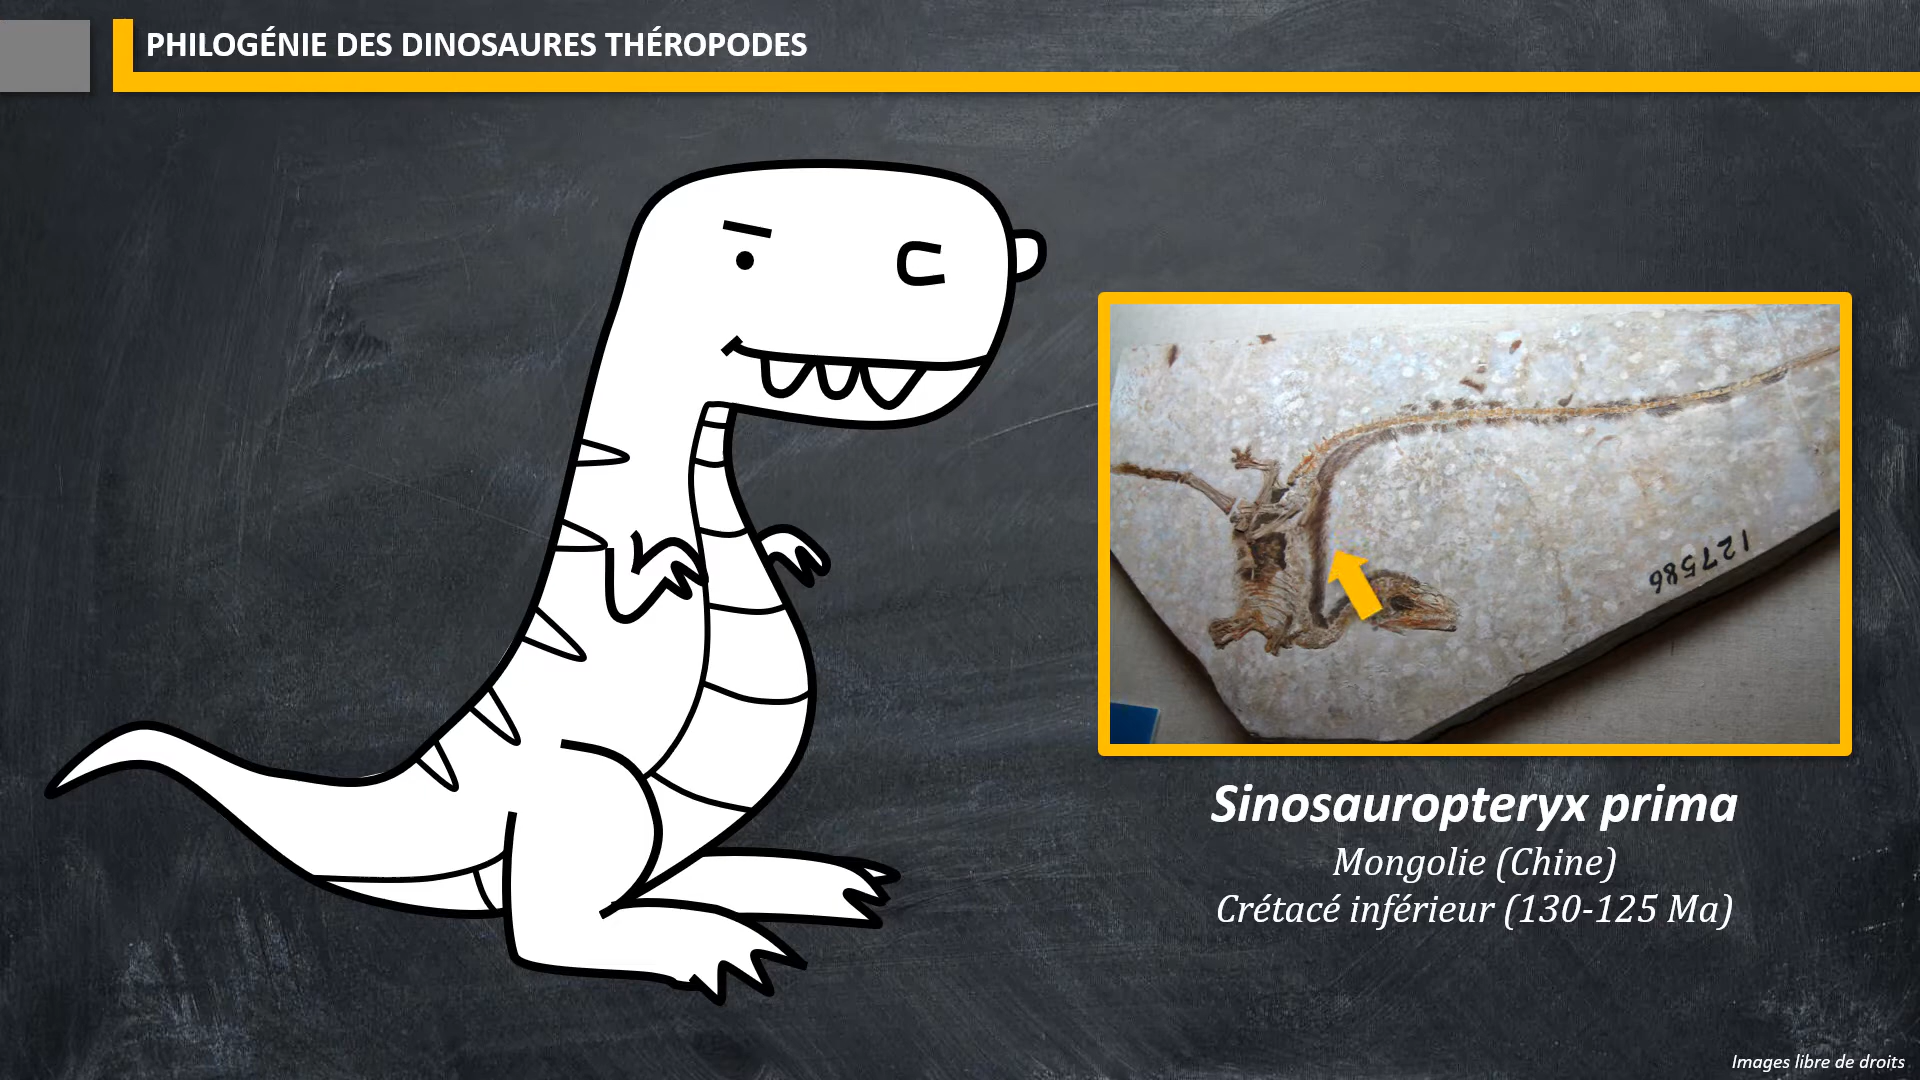 PHILOGÉNIE DES DINOSAURES THÉROPODES
127586
Sinosauropteryx prima
Mongolie (Chine)
Crétacé inférieur (130-125 Ma)
Images libre de droits